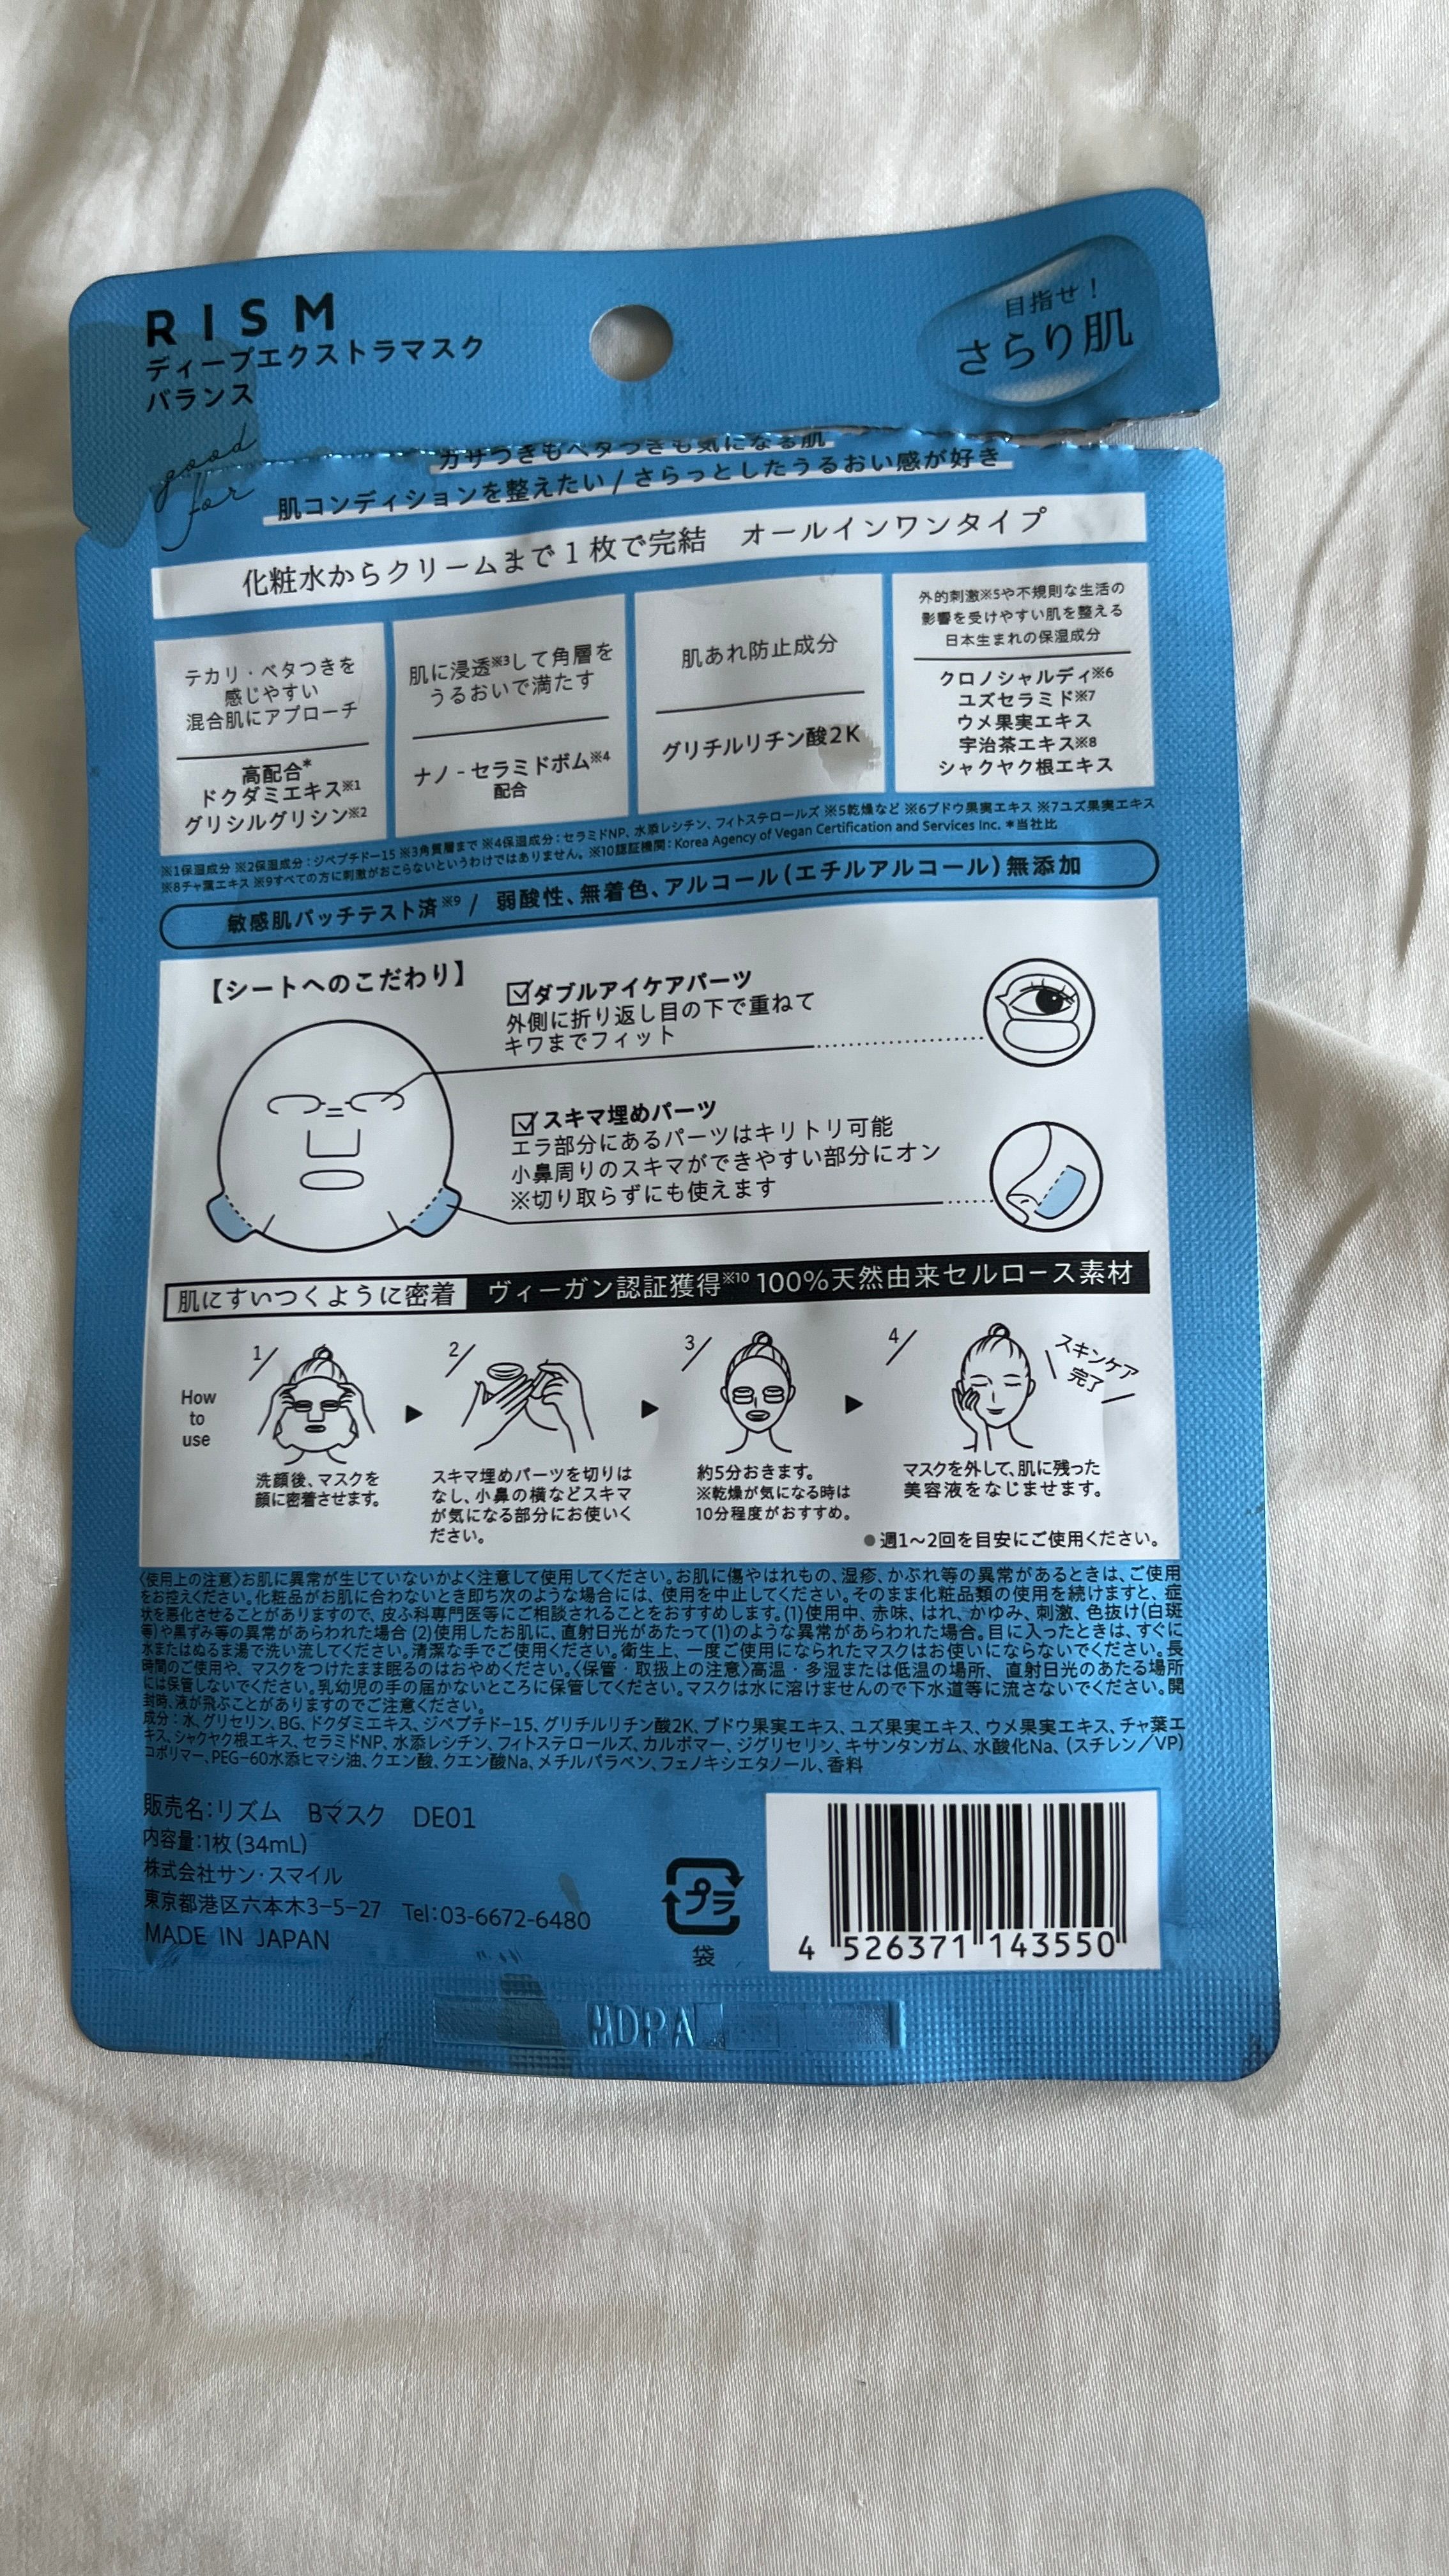 RISM
ディープエクストラマスク
バランス
目指せ！
さらり肌
good
for
カサつきもベタつきも気になる肌
肌コンディションを整えたい / さらっとしたうるおい感が好き
化粧水からクリームまで1枚で完結　オールインワンタイプ
テカリ・ベタつきを
感じやすい
混合肌にアプローチ
高配合*
ドクダミエキス※1
グリシルグリシン※2
肌に浸透※3して角層を
うるおいで満たす
ナノ-セラミドボム※4
配合
肌あれ防止成分
グリチルリチン酸2K
外的刺激※5や不規則な生活の
影響を受けやすい肌を整える
日本生まれの保湿成分
クロノシャルディ※6
ユズセラミド※7
ウメ果実エキス
宇治茶エキス※8
シャクヤク根エキス
※1保湿成分 ※2保湿成分：ジペプチド-15 ※3角質層まで ※4保湿成分：セラミドNP、水添レシチン、フィトステロールズ ※5乾燥など ※6ブドウ果実エキス ※7ユズ果実エキス
※8チャ葉エキス ※9すべての方に刺激がおこらないというわけではありません。 ※10認証機関：Korea Agency of Vegan Certification and Services Inc. *当社比
敏感肌パッチテスト済※9 / 弱酸性、無着色、アルコール(エチルアルコール)無添加
【シートへのこだわり】
ダブルアイケアパーツ
外側に折り返し目の下で重ねて
キワまでフィット
スキマ埋めパーツ
エラ部分にあるパーツはキリトリ可能
小鼻周りのスキマができやすい部分にオン
※切り取らずにも使えます
肌にすいつくように密着　ヴィーガン認証獲得※10 100%天然由来セルロース素材
How
to
use
1/
洗顔後、マスクを
顔に密着させます。
2/
スキマ埋めパーツを切りは
なし、小鼻の横などスキマ
が気になる部分にお使いく
ださい。
3/
約5分おきます。
※乾燥が気になる時は
10分程度がおすすめ。
4/
スキンケア
完了
マスクを外して、肌に残った
美容液をなじませます。
●週1～2回を目安にご使用ください。
〈使用上の注意〉お肌に異常が生じていないかよく注意して使用してください。お肌に傷やはれもの、湿疹、かぶれ等の異常があるときは、ご使用
をお控えください。化粧品がお肌に合わないとき即ち次のような場合には、使用を中止してください。そのまま化粧品類の使用を続けますと、症
状を悪化させることがありますので、皮ふ科専門医等にご相談されることをおすすめします。(1)使用中、赤味、はれ、かゆみ、刺激、色抜け(白斑
等)や黒ずみ等の異常があらわれた場合 (2)使用したお肌に、直射日光があたって(1)のような異常があらわれた場合。目に入ったときは、すぐに
水またはぬるま湯で洗い流してください。清潔な手でご使用ください。衛生上、一度ご使用になられたマスクはお使いにならないでください。長
時間のご使用や、マスクをつけたまま眠るのはおやめください。〈保管・取扱上の注意〉高温・多湿または低温の場所、直射日光のあたる場所
には保管しないでください。乳幼児の手の届かないところに保管してください。マスクは水に溶けませんので下水道等に流さないでください。開
封時、液が飛ぶことがありますのでご注意ください。
成分：水、グリセリン、BG、ドクダミエキス、ジペプチド-15、グリチルリチン酸2K、ブドウ果実エキス、ユズ果実エキス、ウメ果実エキス、チャ葉エ
キス、シャクヤク根エキス、セラミドNP、水添レシチン、フィトステロールズ、カルボマー、ジグリセリン、キサンタンガム、水酸化Na、(スチレン／VP)
コポリマー、PEG-60水添ヒマシ油、クエン酸、クエン酸Na、メチルパラベン、フェノキシエタノール、香料
販売名：リズム　Bマスク　DE01
内容量：1枚(34mL)
株式会社サン・スマイル
東京都港区六本木3-5-27　Tel：03-6672-6480
MADE IN JAPAN
プラ
袋
4 526371 143550